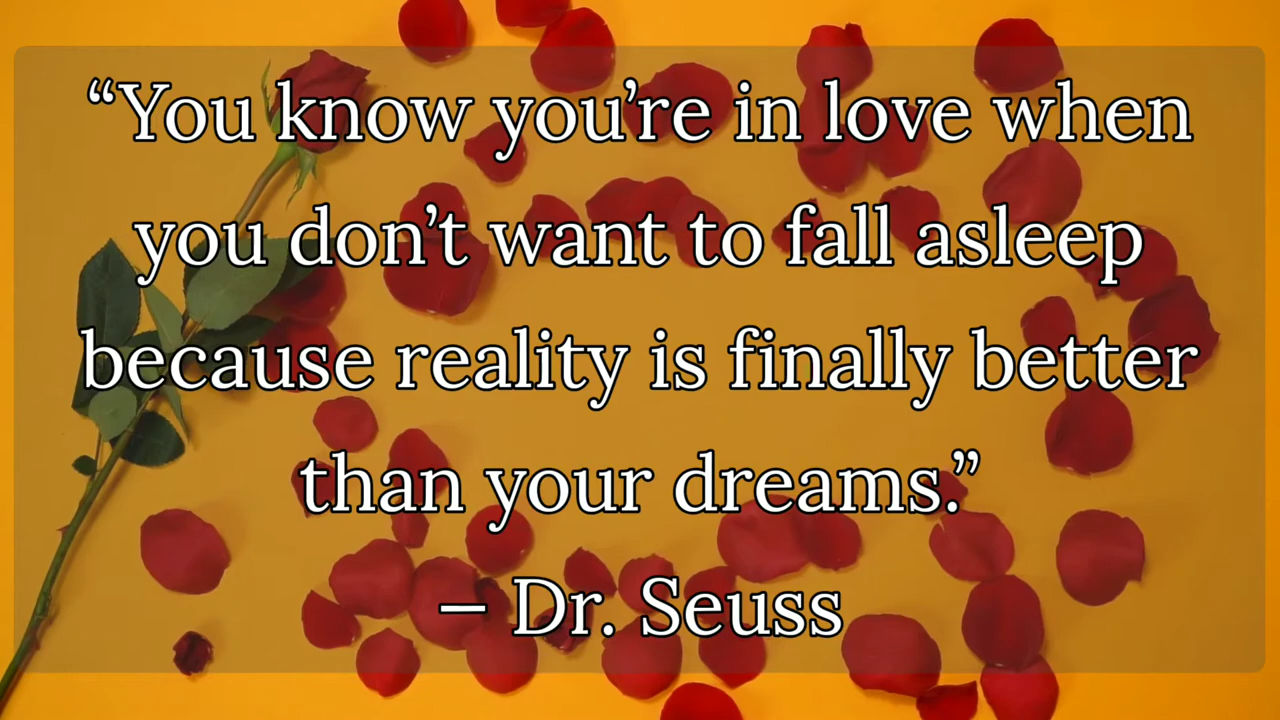 “You know you’re in love when
you don’t want to fall asleep
because reality is finally better
than your dreams.”
– Dr. Seuss